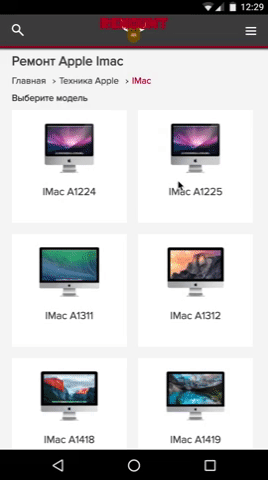 12:29
Ремонт Apple Imac
Главная > Техника Apple > IMac
Выберите модель
IMac A1224 IMac A1225
IMac A1311 IMac A1312
IMac A1418 IMac A1419